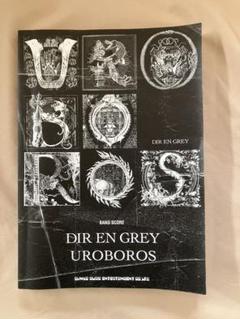 U R O
B O
DIR EN GREY
R O S
BAND SCORE
DIR EN GREY
UROBOROS